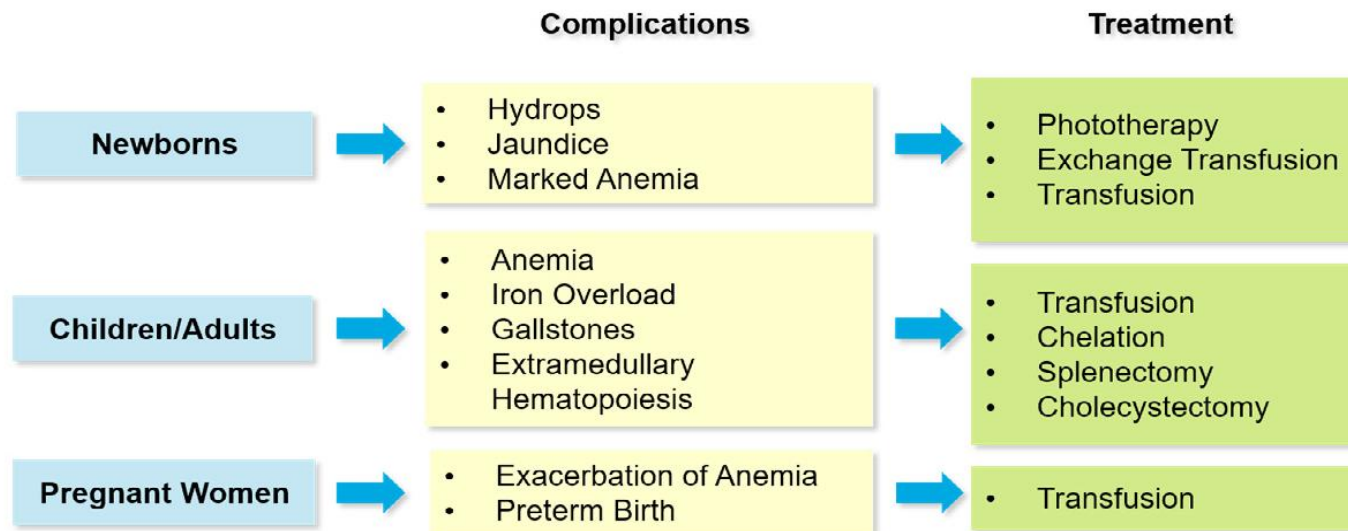 Complications
Treatment
Newborns
• Hydrops
• Jaundice
• Marked Anemia
• Phototherapy
• Exchange Transfusion
• Transfusion
Children/Adults
• Anemia
• Iron Overload
• Gallstones
• Extramedullary
Hematopoiesis
• Transfusion
• Chelation
• Splenectomy
• Cholecystectomy
Pregnant Women
• Exacerbation of Anemia
• Preterm Birth
• Transfusion